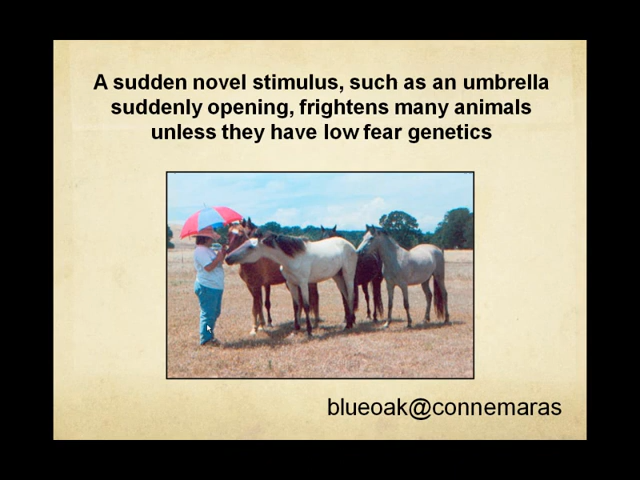 A sudden novel stimulus, such as an umbrella
suddenly opening, frightens many animals
unless they have low fear genetics
blueoak@connemaras